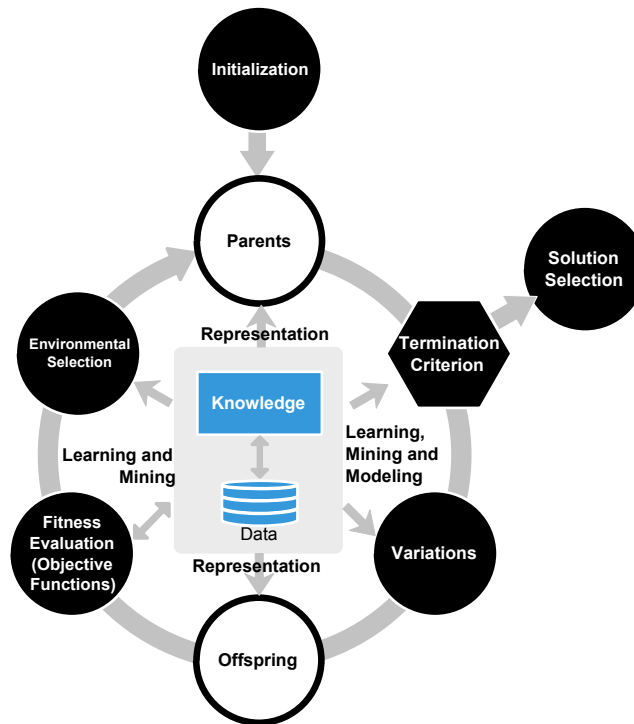 Initialization
Parents
Solution
Selection
Representation
Environmental
Selection
Termination
Criterion
Knowledge
Learning and
Mining
Learning,
Mining and
Modeling
Data
Fitness
Evaluation
(Objective
Functions)
Variations
Representation
Offspring